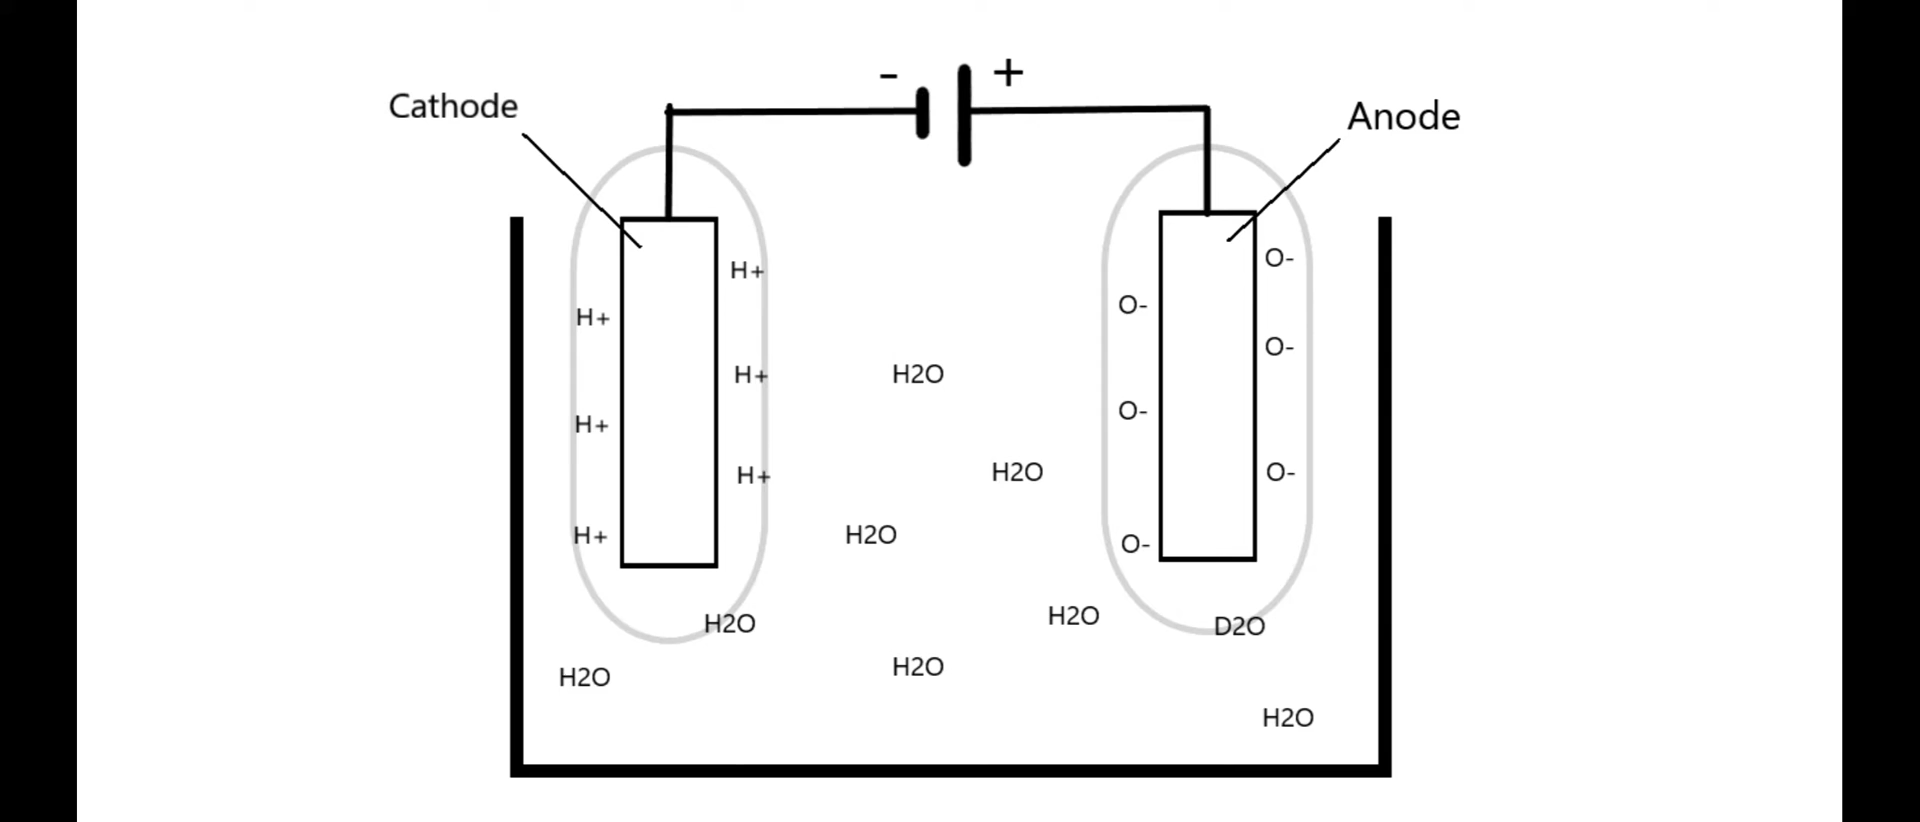 - +
Cathode
Anode
O-
H+
O-
H+
O-
H2O
H+
O-
H+
H2O
O-
H+
H2O
H+
O-
H2O
H2O
D2O
H2O
H2O
H2O